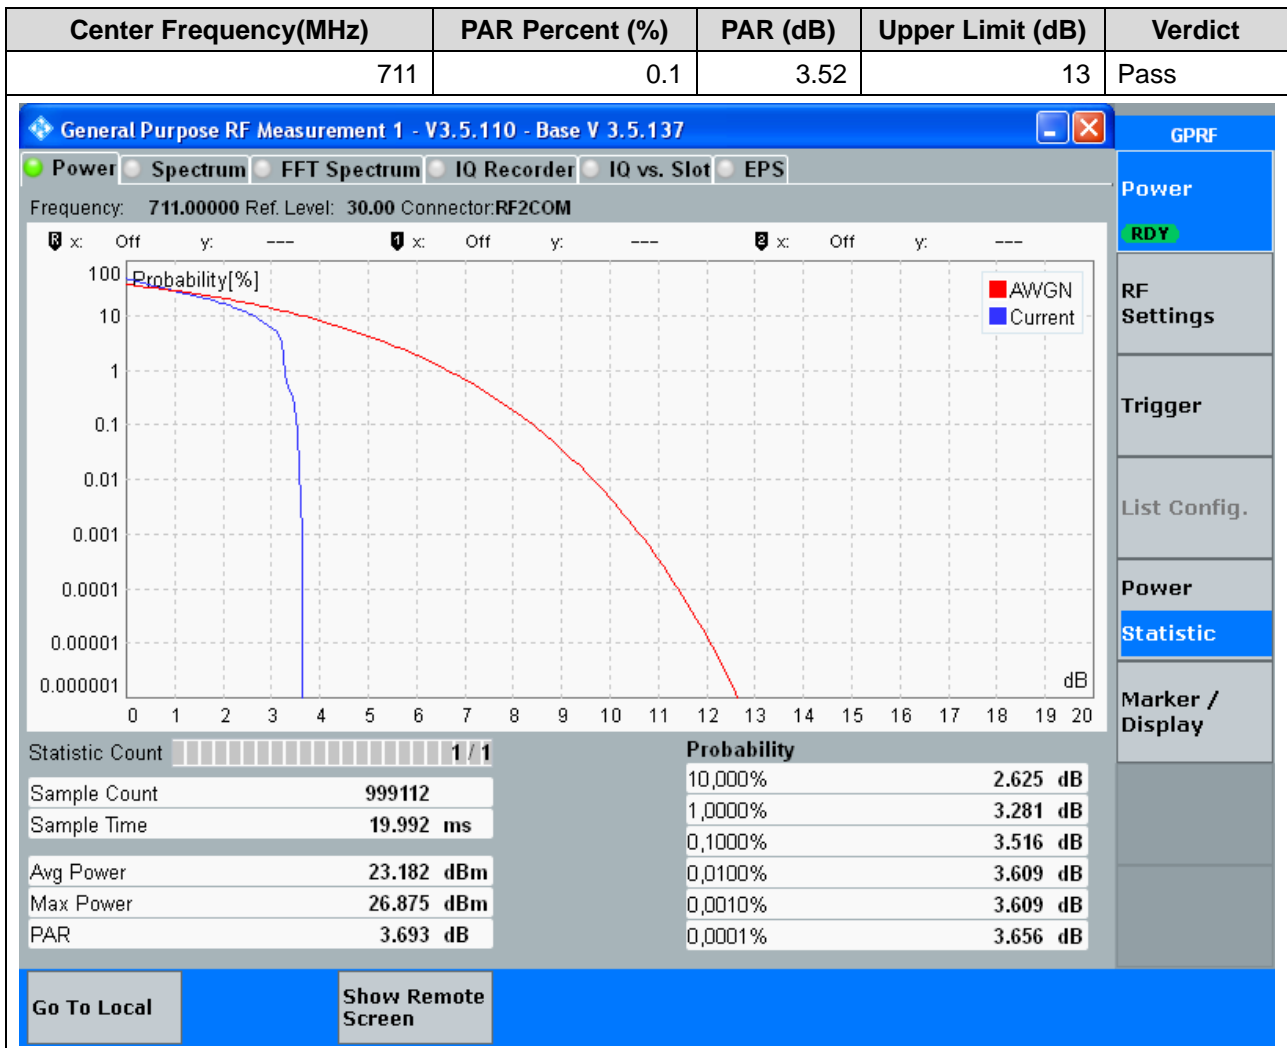 Center Frequency(MHz) PAR Percent (%) PAR (dB) Upper Limit (dB) Verdict
711 0.1 3.52 13 Pass
General Purpose RF Measurement 1 - V3.5.110 - Base V 3.5.137
GPRF
Power Spectrum FFT Spectrum IQ Recorder IQ vs. Slot EPS
Power
RDY
Frequency: 711.00000 Ref. Level: 30.00 Connector:RF2COM
R x: Off y: --- 1 x: Off y: --- 2 x: Off y: ---
Probability[%]
AWGN
Current
100
10
1
0.1
0.01
0.001
0.0001
0.00001
0.000001
dB
0 1 2 3 4 5 6 7 8 9 10 11 12 13 14 15 16 17 18 19 20
RF
Settings
Trigger
List Config.
Power
Statistic
Marker /
Display
Statistic Count 1 / 1
Sample Count 999112
Sample Time 19.992 ms
Avg Power 23.182 dBm
Max Power 26.875 dBm
PAR 3.693 dB
Probability
10,000% 2.625 dB
1,0000% 3.281 dB
0,1000% 3.516 dB
0,0100% 3.609 dB
0,0010% 3.609 dB
0,0001% 3.656 dB
Go To Local
Show Remote
Screen